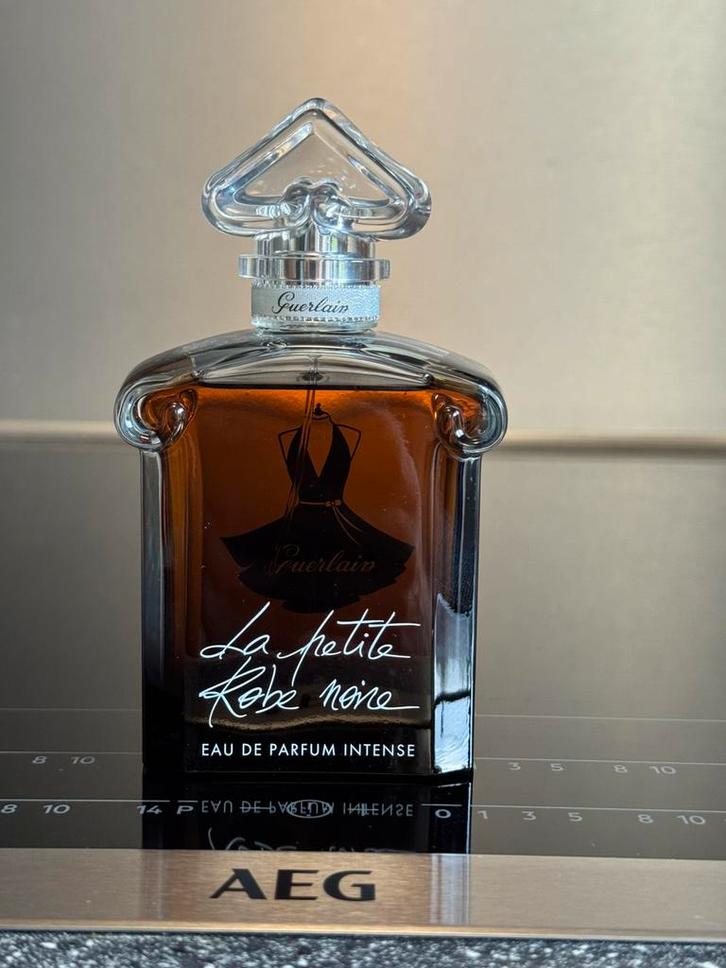 Guerlain
Guerlain
La petite
Robe noire
EAU DE PARFUM INTENSE
8 10
3 5 8 10
8 10 14 P
0 1 3 5 8 10
AEG